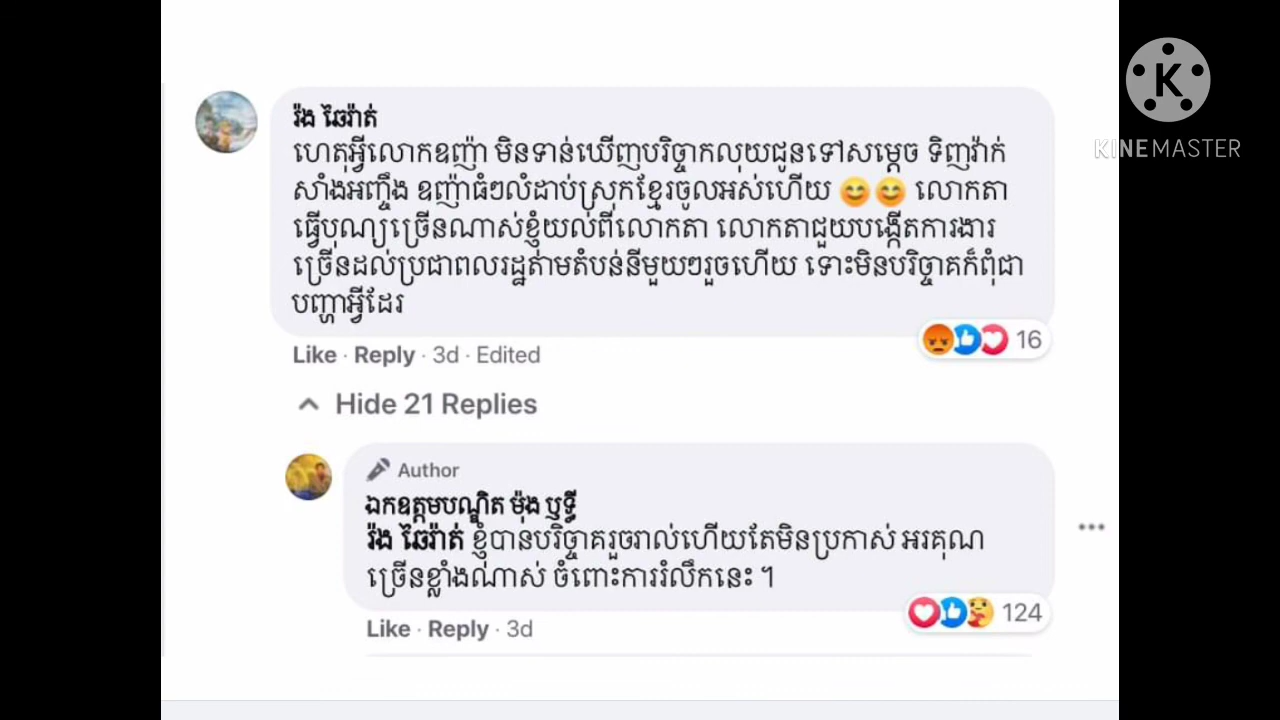 រ៉ង ឆៃរ៉ាត់
ហេតុអ្វីលោកឧញ៉ា មិនទាន់ឃើញបរិច្ចាកលុយជូនទៅសម្ដេច ទិញវ៉ាក់
សាំងអញ្ចឹង ឧញ៉ាធំៗលំដាប់ស្រុកខ្មែរចូលអស់ហើយ 😊😊 លោកតា
ធ្វើបុណ្យច្រើនណាស់ខ្ញុំយល់ពីលោកតា លោកតាជួយបង្កើតការងារ
ច្រើនដល់ប្រជាពលរដ្ឋតាមតំបន់នីមួយៗរួចហើយ ទោះមិនបរិច្ចាគក៏ពុំជា
បញ្ហាអ្វីដែរ
16
Like · Reply · 3d · Edited
Hide 21 Replies
Author
ឯកឧត្តមបណ្ឌិត ម៉ុង ឫទ្ធី
រ៉ង ឆៃរ៉ាត់ ខ្ញុំបានបរិច្ចាគរួចរាល់ហើយតែមិនប្រកាស់ អរគុណ
ច្រើនខ្លាំងណាស់ ចំពោះការរំលឹកនេះ ។
124
Like · Reply · 3d
K
KINEMASTER